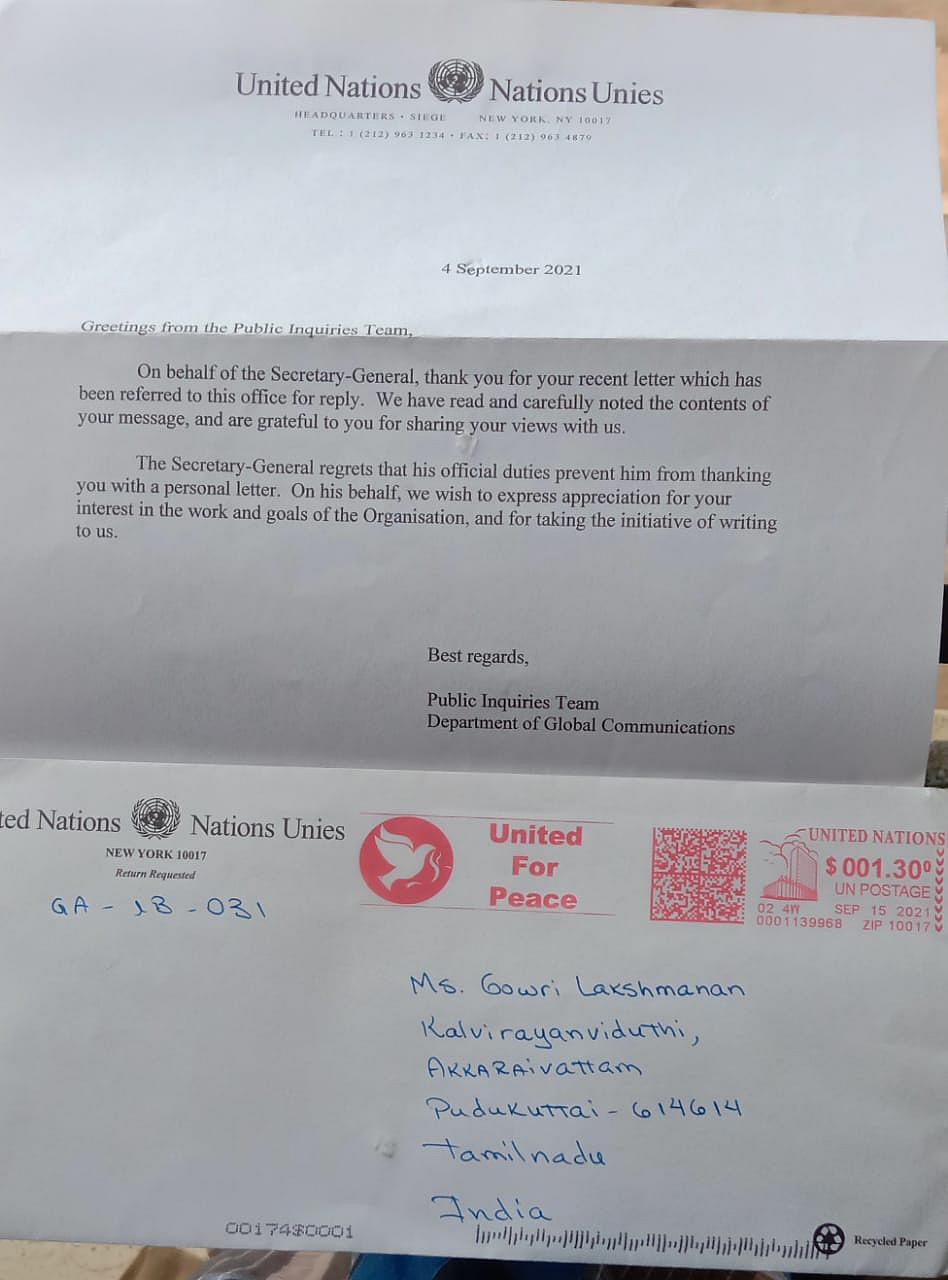 United Nations Nations Unies
HEADQUARTERS • SIEGE NEW YORK, NY 10017
TEL : 1 (212) 963 1234 • FAX: 1 (212) 963 4879
4 September 2021
Greetings from the Public Inquiries Team,
On behalf of the Secretary-General, thank you for your recent letter which has
been referred to this office for reply. We have read and carefully noted the contents of
your message, and are grateful to you for sharing your views with us.
The Secretary-General regrets that his official duties prevent him from thanking
you with a personal letter. On his behalf, we wish to express appreciation for your
interest in the work and goals of the Organisation, and for taking the initiative of writing
to us.
Best regards,
Public Inquiries Team
Department of Global Communications
ted Nations Nations Unies
NEW YORK 10017
Return Requested
GA - 18 - 031
United
For
Peace
UNITED NATIONS
$ 001.30⁰
UN POSTAGE
02 4W SEP 15 2021
0001139968 ZIP 10017
Ms. Gowri Lakshmanan
Kalvirayanviduthi,
AKKARAivattam
Pudukuttai - 614614
Tamilnadu
India
00174$0001
Recycled Paper